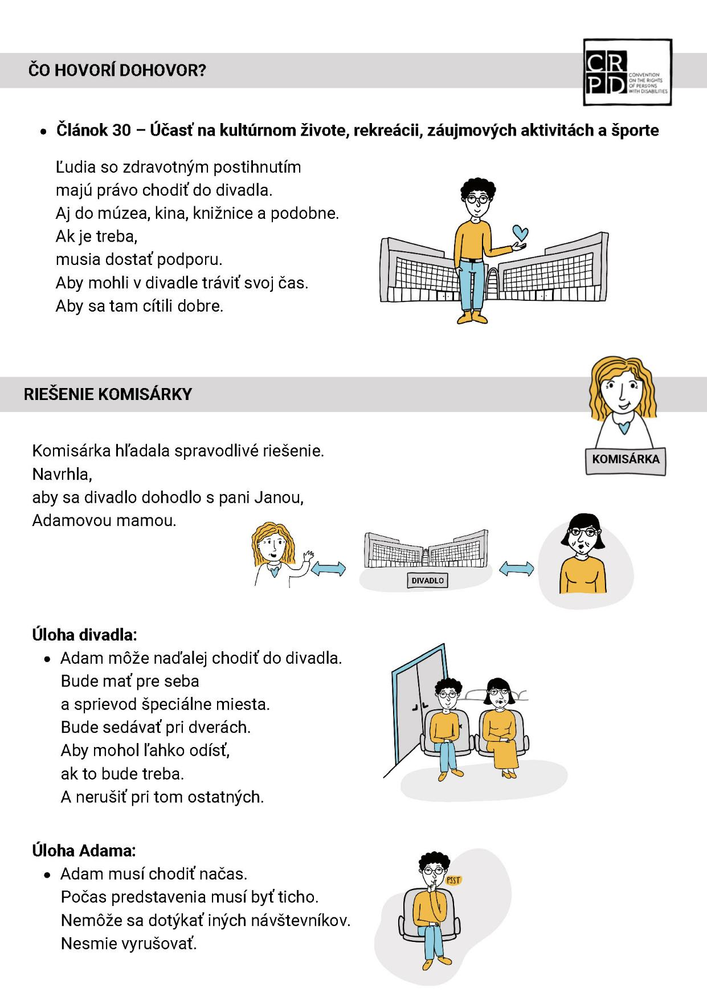 ČO HOVORÍ DOHOVOR?
CR
PD
CONVENTION
ON THE RIGHTS
OF PERSONS
WITH DISABILITIES
• Článok 30 – Účasť na kultúrnom živote, rekreácii, záujmových aktivitách a športe
Ľudia so zdravotným postihnutím
majú právo chodiť do divadla.
Aj do múzea, kina, knižnice a podobne.
Ak je treba,
musia dostať podporu.
Aby mohli v divadle tráviť svoj čas.
Aby sa tam cítili dobre.
RIEŠENIE KOMISÁRKY
KOMISÁRKA
Komisárka hľadala spravodlivé riešenie.
Navrhla,
aby sa divadlo dohodlo s pani Janou,
Adamovou mamou.
DIVADLO
Úloha divadla:
• Adam môže naďalej chodiť do divadla.
Bude mať pre seba
a sprievod špeciálne miesta.
Bude sedávať pri dverách.
Aby mohol ľahko odísť,
ak to bude treba.
A nerušiť pri tom ostatných.
Úloha Adama:
• Adam musí chodiť načas.
Počas predstavenia musí byť ticho.
Nemôže sa dotýkať iných návštevníkov.
Nesmie vyrušovať.
PSST